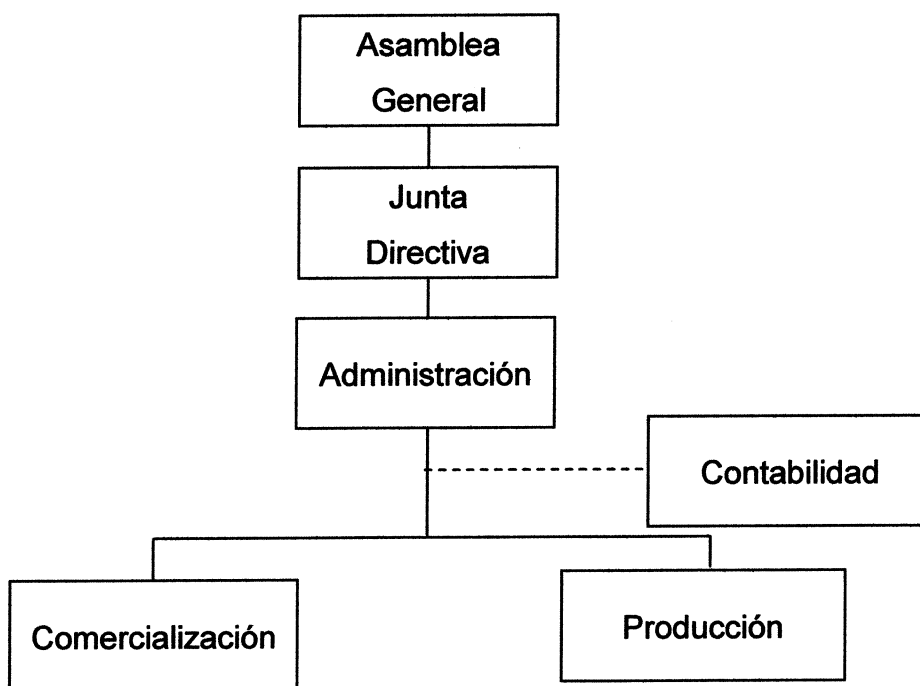 Asamblea
General
Junta
Directiva
Administración
Contabilidad
Comercialización
Producción